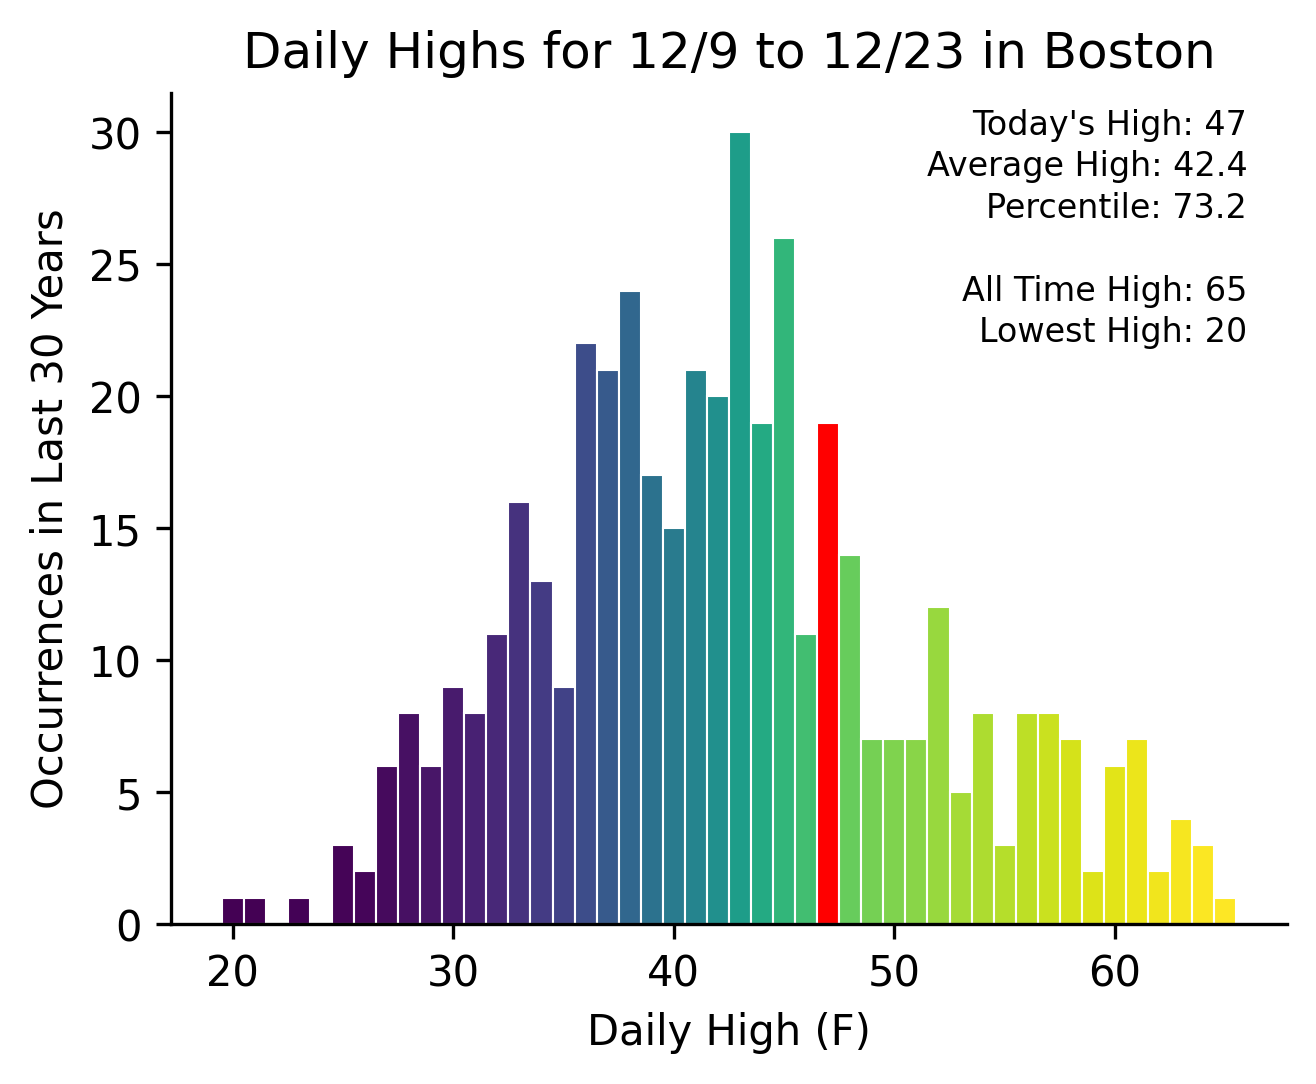 Daily Highs for 12/9 to 12/23 in Boston
Today's High: 47
Average High: 42.4
Percentile: 73.2
All Time High: 65
Lowest High: 20
Occurrences in Last 30 Years
30
25
20
15
10
5
0
20 30 40 50 60
Daily High (F)